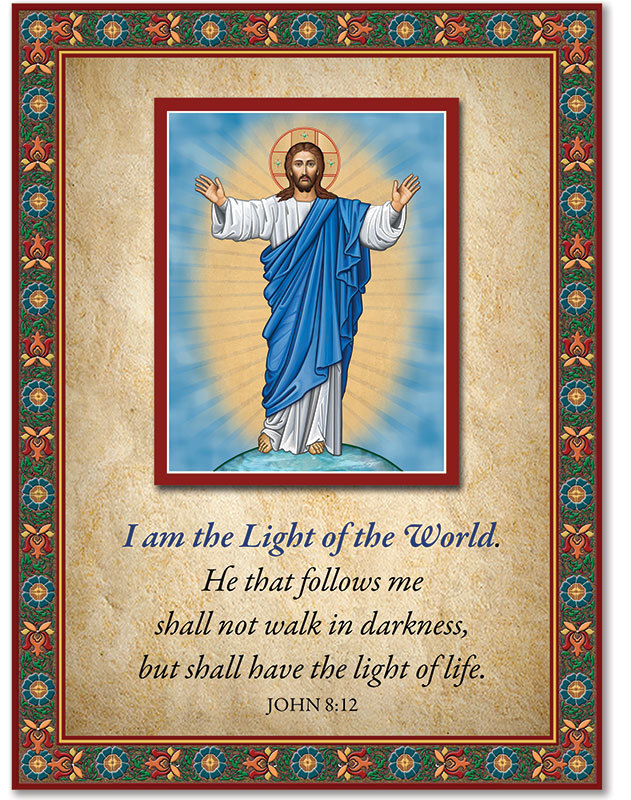 I am the Light of the World.
He that follows me
shall not walk in darkness,
but shall have the light of life.
JOHN 8:12